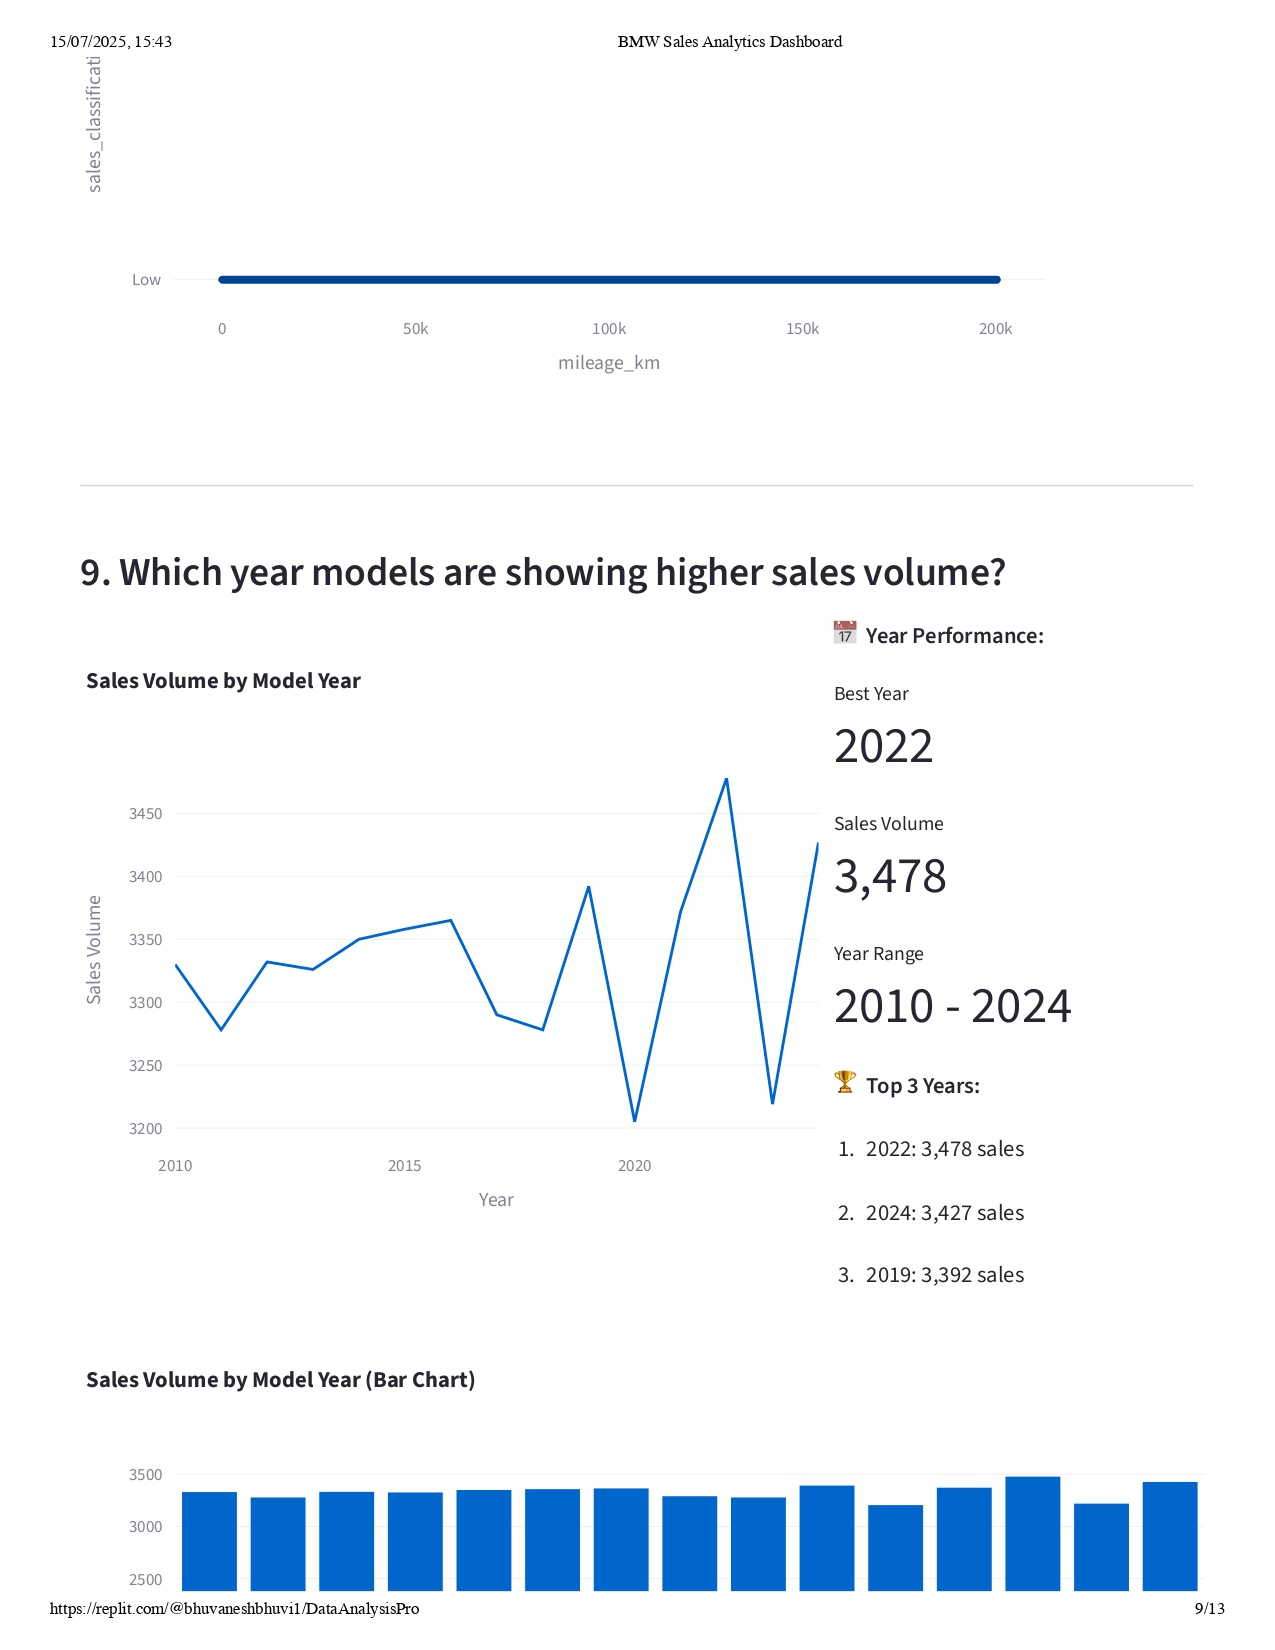 15/07/2025, 15:43
BMW Sales Analytics Dashboard
sales_classificati
Low
0
50k
100k
150k
200k
mileage_km
9. Which year models are showing higher sales volume?
Sales Volume by Model Year
3450
3400
3350
3300
3250
3200
Sales Volume
2010
2015
2020
Year
17 Year Performance:
Best Year
2022
Sales Volume
3,478
Year Range
2010 - 2024
Top 3 Years:
1. 2022: 3,478 sales
2. 2024: 3,427 sales
3. 2019: 3,392 sales
Sales Volume by Model Year (Bar Chart)
3500
3000
2500
https://replit.com/@bhuvaneshbhuvi1/DataAnalysisPro
9/13